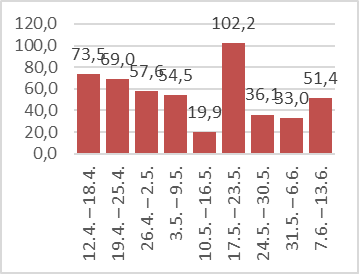 120,0
100,0
80,0
60,0
40,0
20,0
0,0
73,5
69,0
57,6
54,5
19,9
102,2
36,1
33,0
51,4
12.4. – 18.4.
19.4. – 25.4.
26.4. – 2.5.
3.5. – 9.5.
10.5. – 16.5.
17.5. – 23.5.
24.5. – 30.5.
31.5. – 6.6.
7.6. – 13.6.